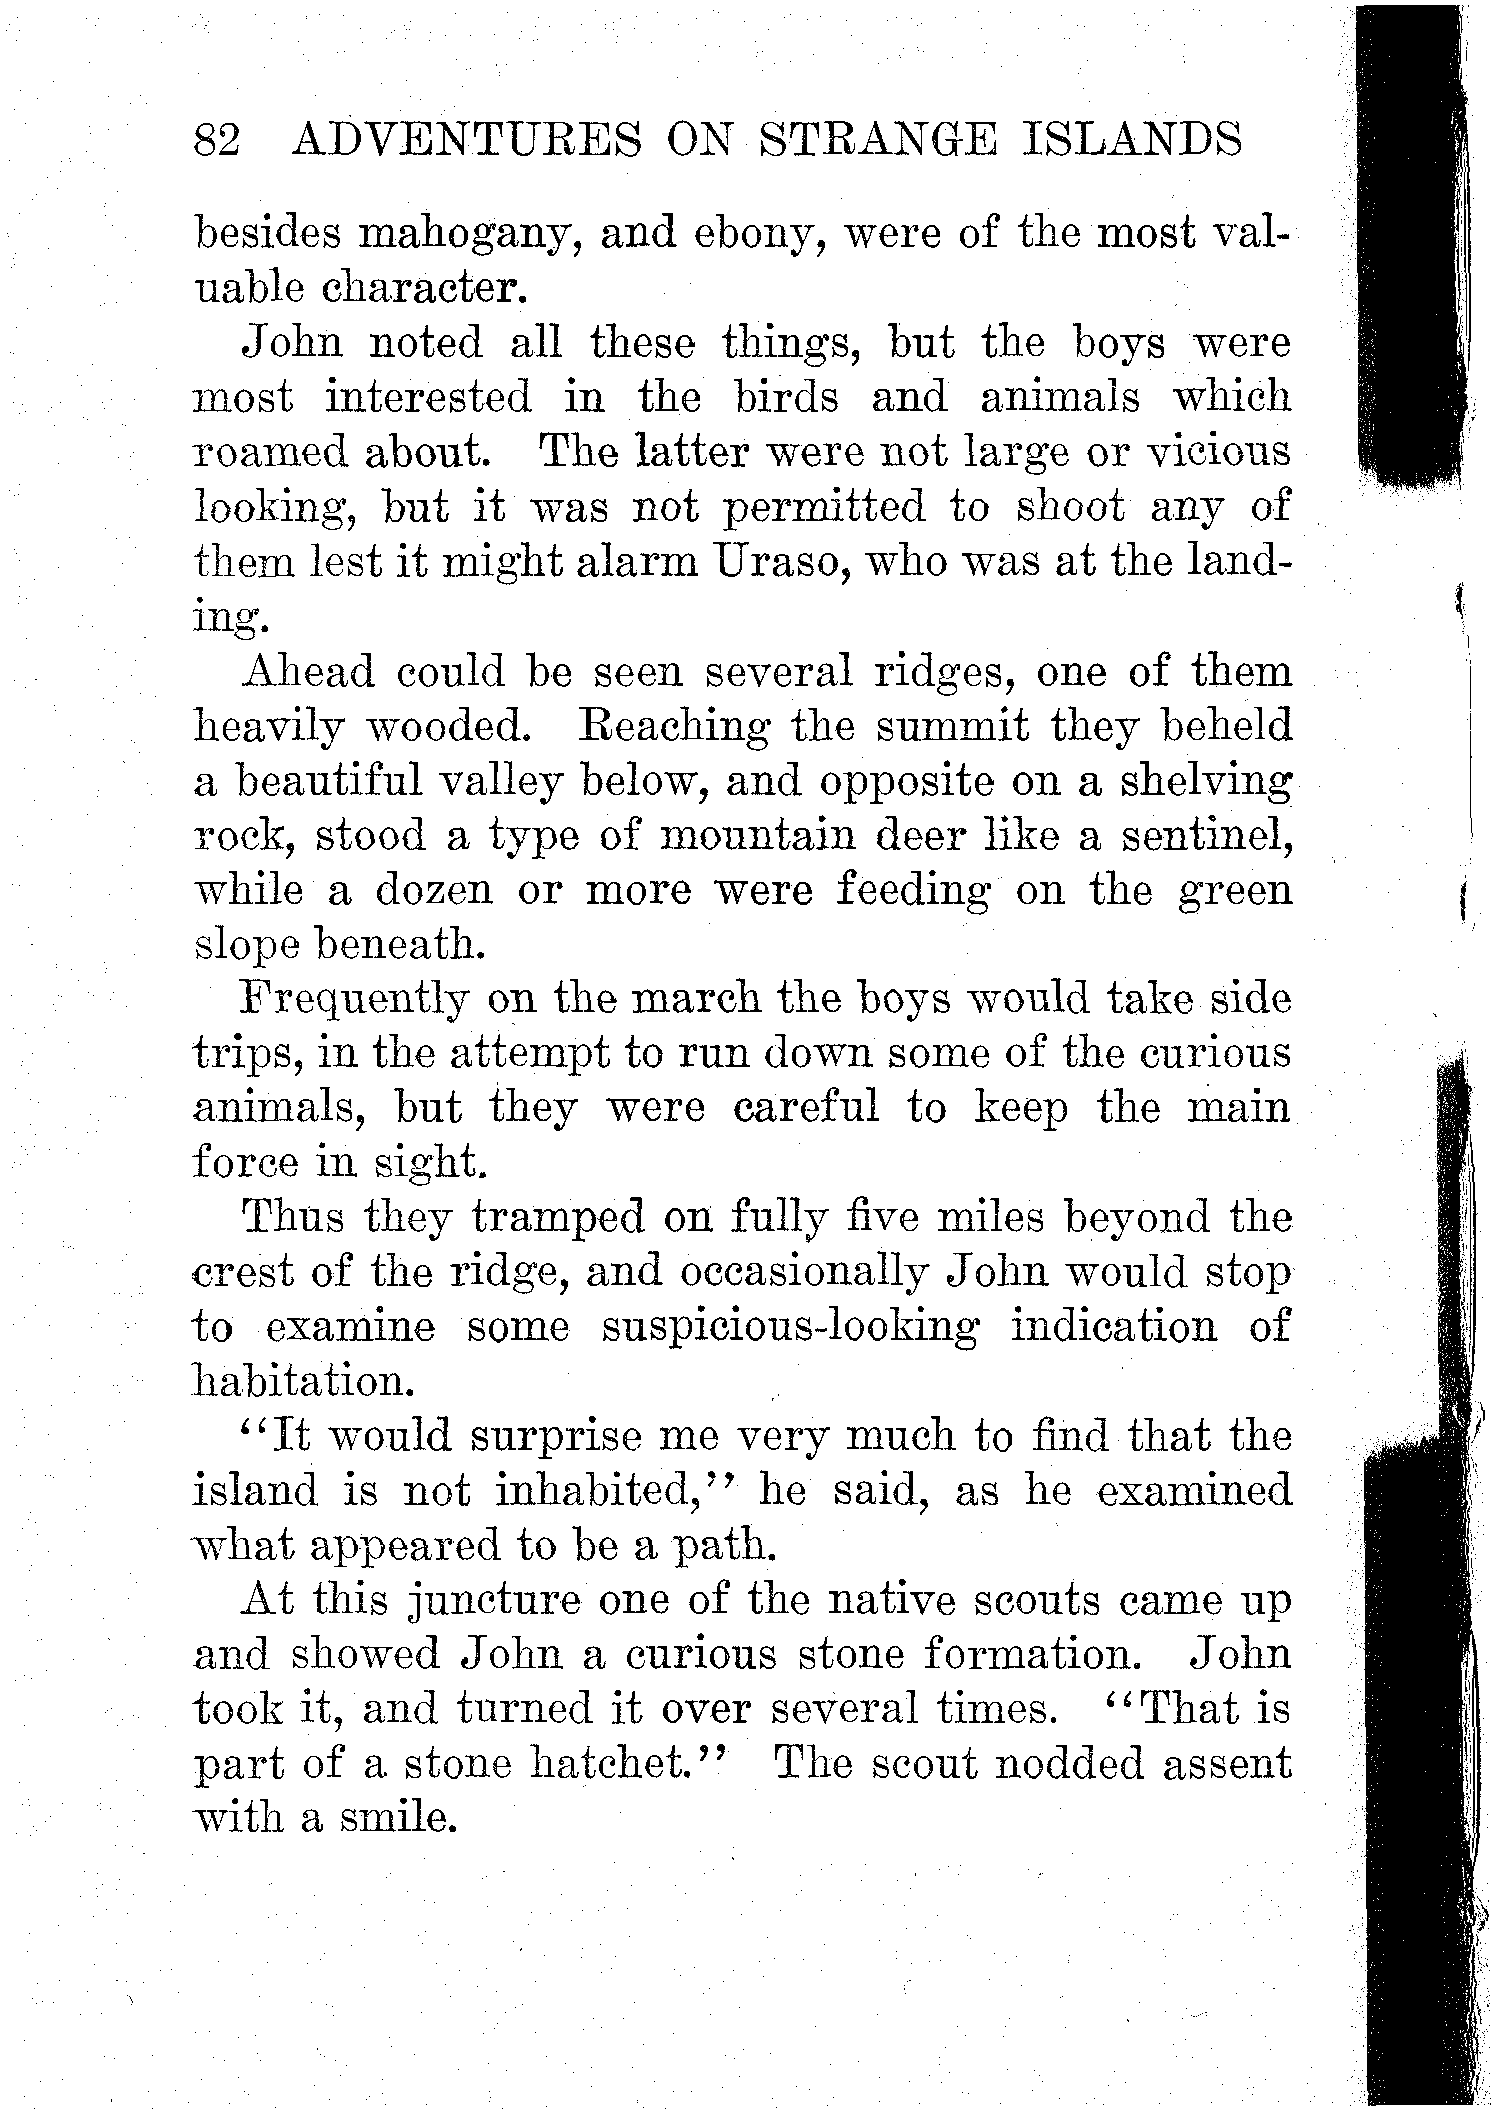 82 ADVENTURES ON STRANGE ISLANDS
besides mahogany, and ebony, were of the most val-
uable character.
John noted all these things, but the boys were
most interested in the birds and animals which
roamed about. The latter were not large or vicious
looking, but it was not permitted to shoot any of
them lest it might alarm Uraso, who was at the land-
ing.
Ahead could be seen several ridges, one of them
heavily wooded. Reaching the summit they beheld
a beautiful valley below, and opposite on a shelving
rock, stood a type of mountain deer like a sentinel,
while a dozen or more were feeding on the green
slope beneath.
Frequently on the march the boys would take side
trips, in the attempt to run down some of the curious
animals, but they were careful to keep the main
force in sight.
Thus they tramped on fully five miles beyond the
crest of the ridge, and occasionally John would stop
to examine some suspicious-looking indication of
habitation.
"It would surprise me very much to find that the
island is not inhabited," he said, as he examined
what appeared to be a path.
At this juncture one of the native scouts came up
and showed John a curious stone formation. John
took it, and turned it over several times. "That is
part of a stone hatchet." The scout nodded assent
with a smile.